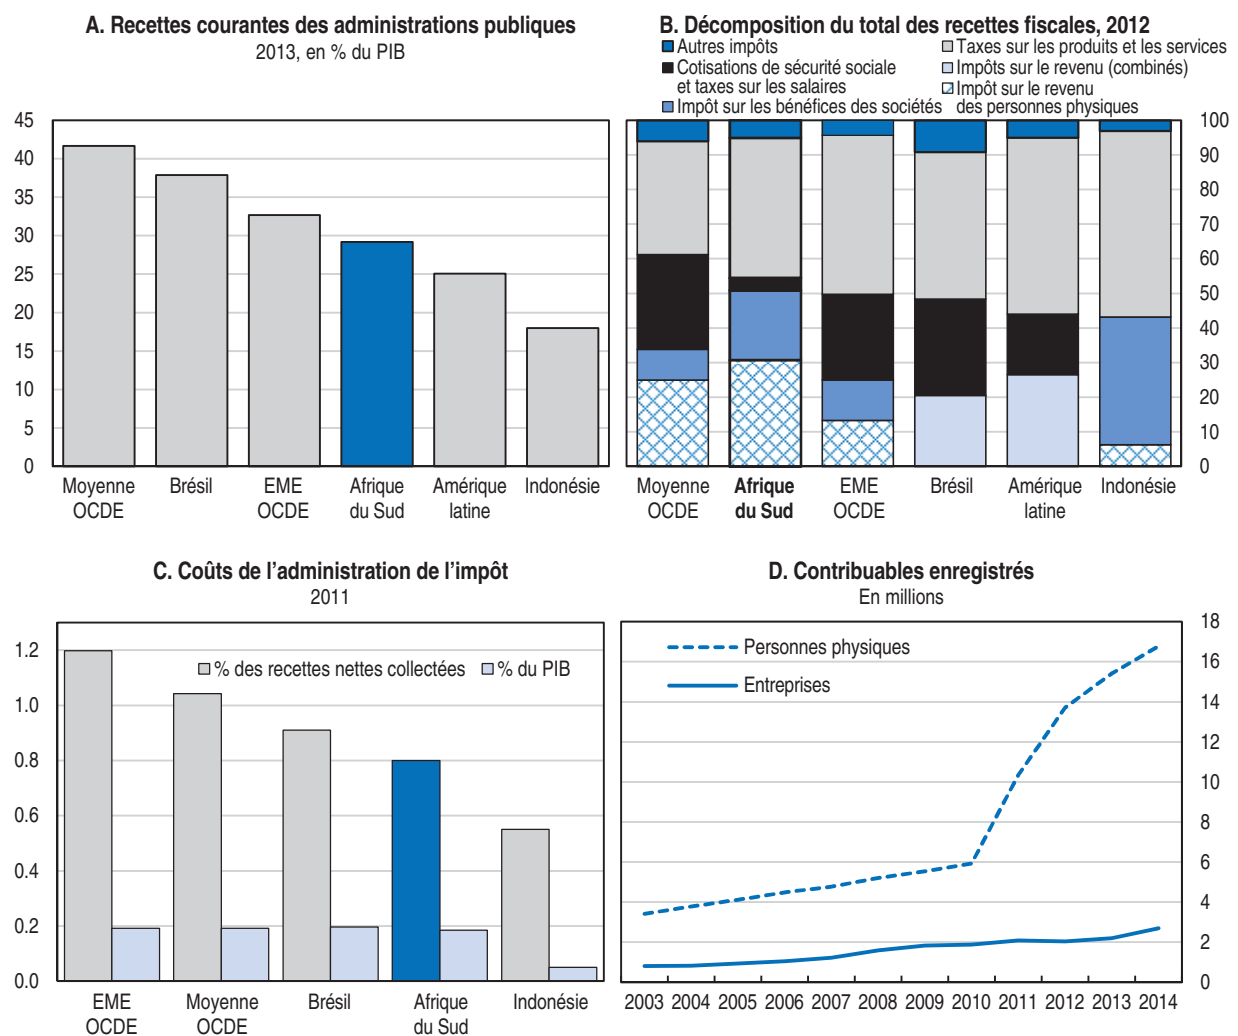 A. Recettes courantes des administrations publiques
2013, en % du PIB
45
40
35
30
25
20
15
10
5
0
Moyenne OCDE
Brésil
EME OCDE
Afrique du Sud
Amérique latine
Indonésie
B. Décomposition du total des recettes fiscales, 2012
Autres impôts
Cotisations de sécurité sociale
et taxes sur les salaires
Impôt sur les bénéfices des sociétés
Taxes sur les produits et les services
Impôts sur le revenu (combinés)
Impôt sur le revenu
des personnes physiques
100
90
80
70
60
50
40
30
20
10
0
Moyenne OCDE
Afrique du Sud
EME OCDE
Brésil
Amérique latine
Indonésie
C. Coûts de l'administration de l'impôt
2011
% des recettes nettes collectées
% du PIB
1.2
1.0
0.8
0.6
0.4
0.2
0.0
EME OCDE
Moyenne OCDE
Brésil
Afrique du Sud
Indonésie
D. Contribuables enregistrés
En millions
Personnes physiques
Entreprises
18
16
14
12
10
8
6
4
2
0
2003 2004 2005 2006 2007 2008 2009 2010 2011 2012 2013 2014